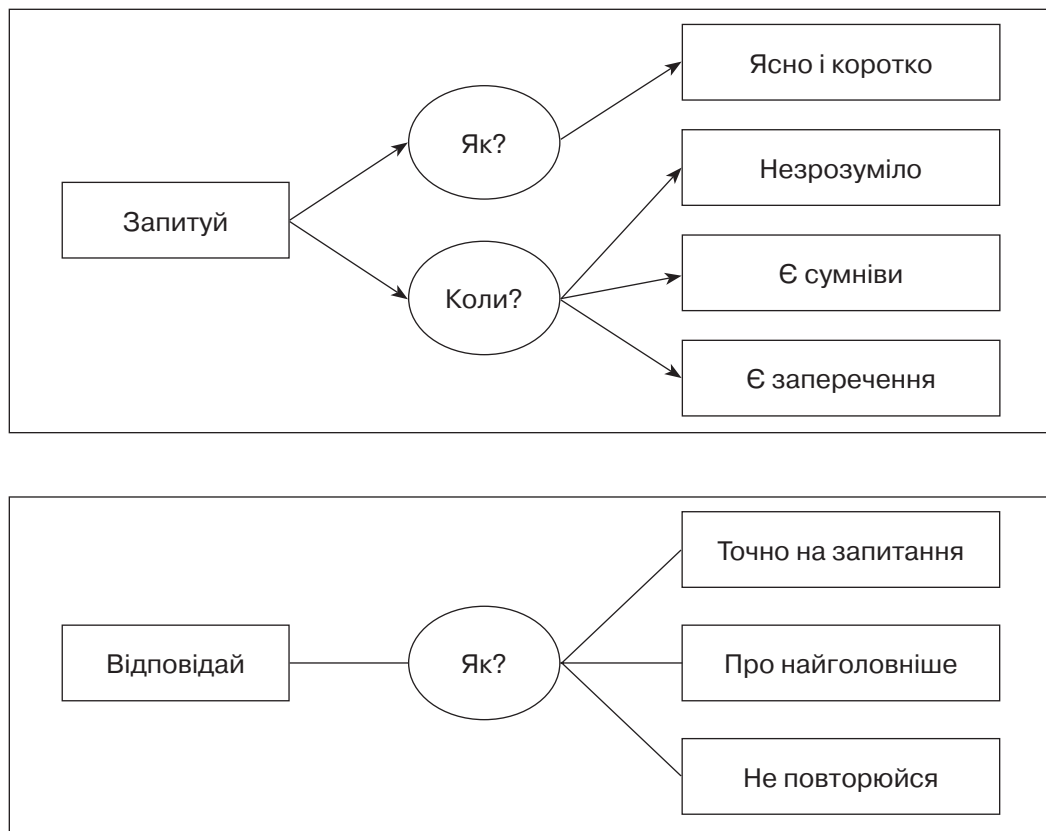 Запитуй
Як?
Ясно і коротко
Коли?
Незрозуміло
Є сумніви
Є заперечення
Відповідай
Як?
Точно на запитання
Про найголовніше
Не повторюйся